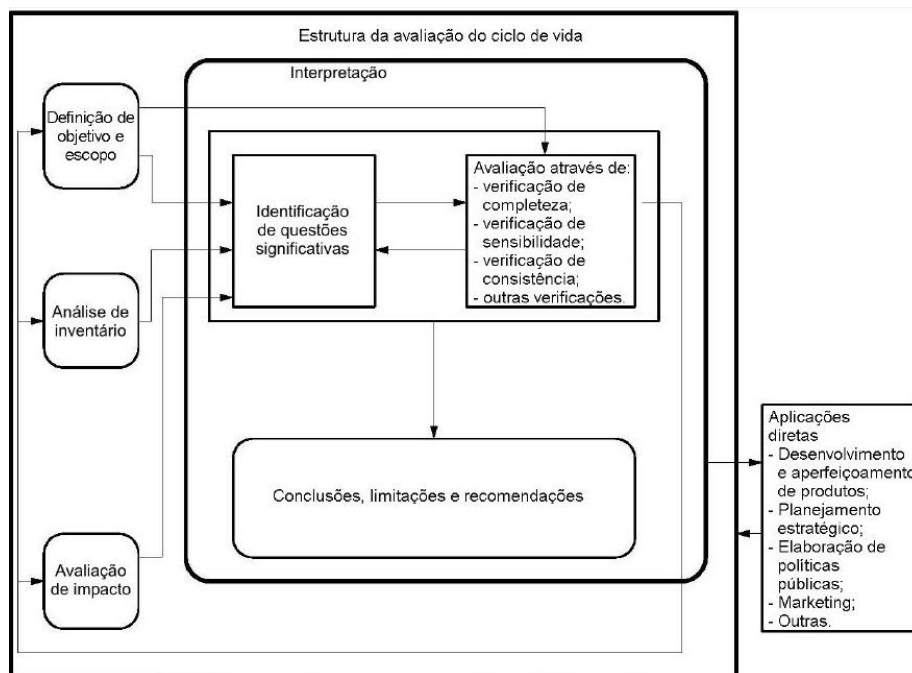 Estrutura da avaliação do ciclo de vida
Interpretação
Definição de
objetivo e
escopo
Identificação
de questões
significativas
Avaliação através de:
- verificação de
completeza;
- verificação de
sensibilidade;
- verificação de
consistência;
- outras verificações.
Análise de
inventário
Avaliação
de impacto
Conclusões, limitações e recomendações
Aplicações
diretas
- Desenvolvimento
e aperfeiçoamento
de produtos;
- Planejamento
estratégico;
- Elaboração de
políticas
públicas;
- Marketing;
- Outras.